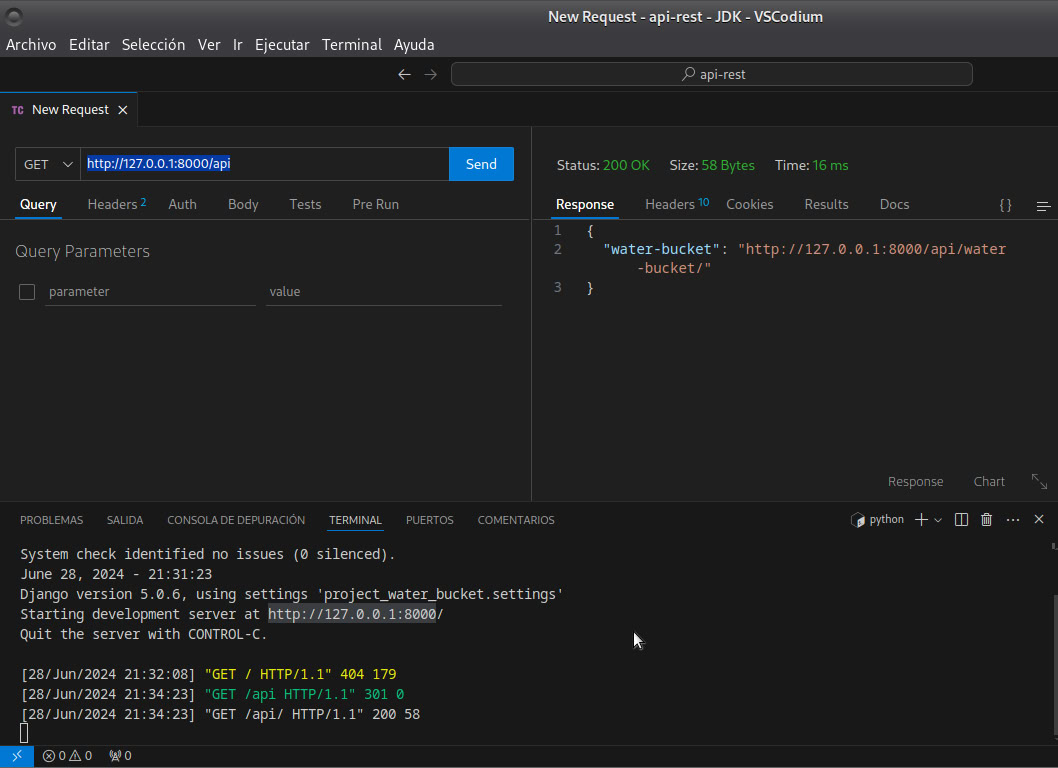 New Request - api-rest - JDK - VSCodium
Archivo Editar Selección Ver Ir Ejecutar Terminal Ayuda
api-rest
TC New Request
GET http://127.0.0.1:8000/api Send
Query Headers 2 Auth Body Tests Pre Run
Query Parameters
parameter value
Status: 200 OK Size: 58 Bytes Time: 16 ms
Response Headers 10 Cookies Results Docs { }
1 {
2 "water-bucket": "http://127.0.0.1:8000/api/water
-bucket/"
3 }
Response Chart
PROBLEMAS SALIDA CONSOLA DE DEPURACIÓN TERMINAL PUERTOS COMENTARIOS python
System check identified no issues (0 silenced).
June 28, 2024 - 21:31:23
Django version 5.0.6, using settings 'project_water_bucket.settings'
Starting development server at http://127.0.0.1:8000/
Quit the server with CONTROL-C.
[28/Jun/2024 21:32:08] "GET / HTTP/1.1" 404 179
[28/Jun/2024 21:34:23] "GET /api HTTP/1.1" 301 0
[28/Jun/2024 21:34:23] "GET /api/ HTTP/1.1" 200 58
0 0 0